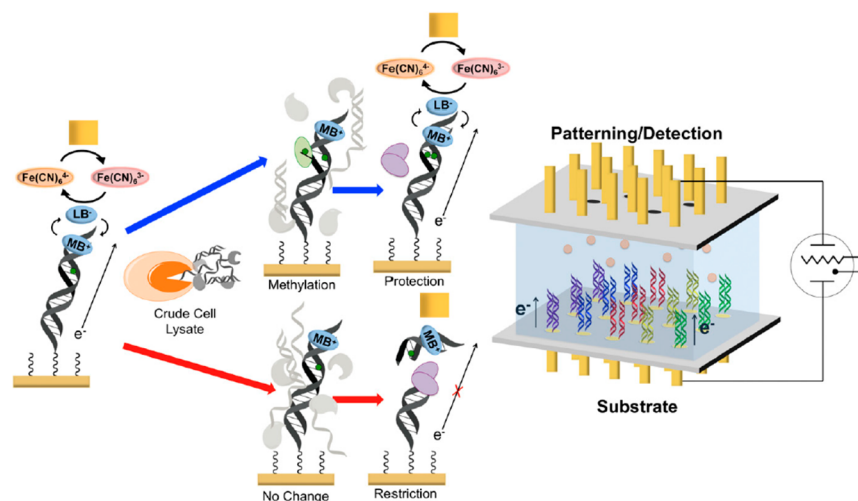 Fe(CN)₆⁴⁻ Fe(CN)₆³⁻
LB⁻
MB⁺
e⁻
Crude Cell
Lysate
MB⁺
Methylation
Fe(CN)₆⁴⁻ Fe(CN)₆³⁻
LB⁻
MB⁺
e⁻
Protection
MB⁺
No Change
MB⁺
e⁻
X
Restriction
Patterning/Detection
e⁻
e⁻
Substrate